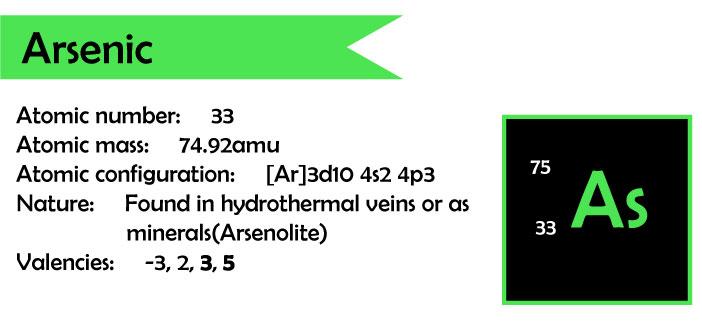 Arsenic
Atomic number: 33
Atomic mass: 74.92amu
Atomic configuration: [Ar]3d10 4s2 4p3
Nature: Found in hydrothermal veins or as
minerals(Arsenolite)
Valencies: -3, 2, 3, 5
75
As
33